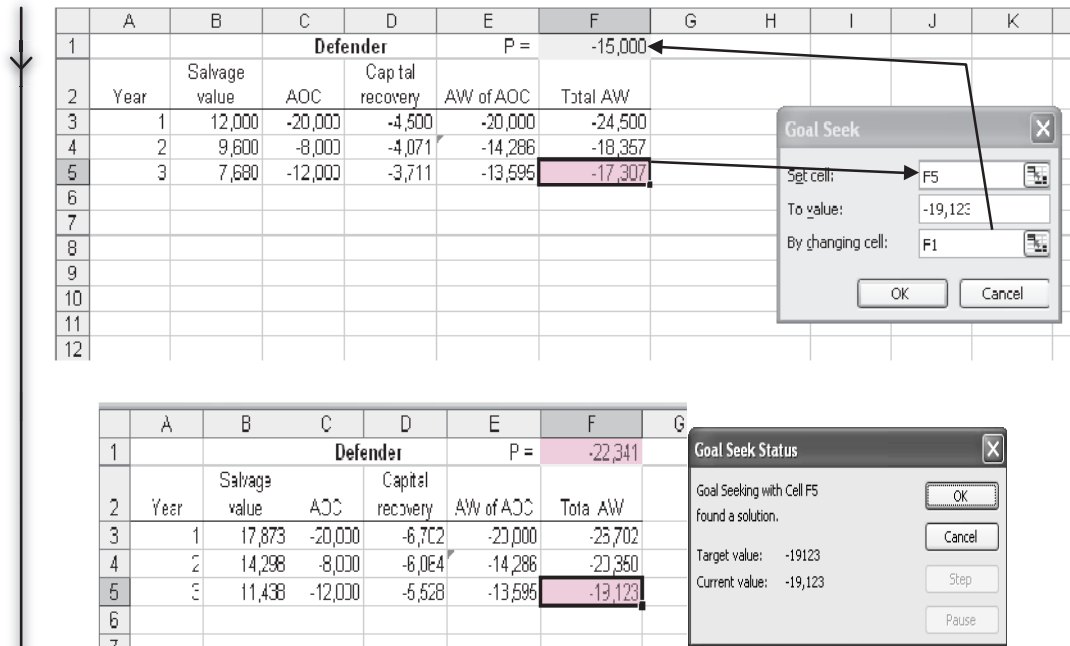 A B C D E F G H I J K
1 Defender P = -15,000
Salvage Capital
2 Year value AOC recovery AW of AOC Total AW
3 1 12,000 -20,000 -4,500 -20,000 -24,500
4 2 9,600 -8,000 -4,071 -14,286 -18,357
5 3 7,680 -12,000 -3,711 -13,595 -17,307
6
7
8
9
10
11
12
Goal Seek
Set cell: F5
To value: -19,123
By changing cell: F1
OK Cancel
A B C D E F G
1 Defender P = -22,341
Salvage Capital
2 Year value AOC recovery AW of AOC Total AW
3 1 17,873 -20,000 -6,702 -20,000 -26,702
4 2 14,298 -8,000 -6,064 -14,286 -20,350
5 3 11,438 -12,000 -5,528 -13,595 -19,123
6
7
Goal Seek Status
Goal Seeking with Cell F5
found a solution.
Target value: -19123
Current value: -19,123
OK
Cancel
Step
Pause